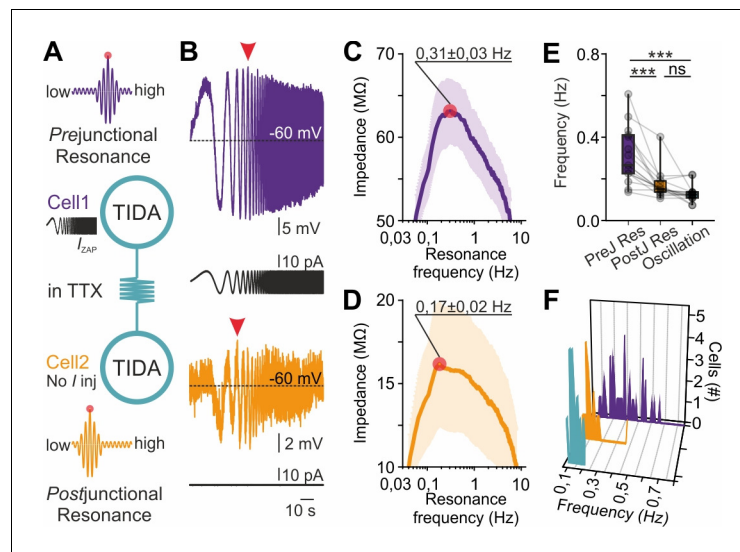 A
low
high
Prejunctional
Resonance
Cell1
TIDA
IZAP
in TTX
Cell2
No I inj
TIDA
low
high
Postjunctional
Resonance
B
-60 mV
5 mV
10 pA
-60 mV
2 mV
10 pA
10 s
C
0,31±0,03 Hz
Impedance (MΩ)
70
65
60
55
50
0,03 0,1 1 6 10
Resonance
frequency (Hz)
D
0,17±0,02 Hz
Impedance (MΩ)
20
15
10
0,03 0,1 1 10
Resonance
frequency (Hz)
E
***
*** ns
Frequency (Hz)
0.8
0.4
0.0
PreJ Res
PostJ Res
Oscillation
F
Cells (#)
5
4
3
2
1
0
0,1
0,3
0,5
0,7
Frequency (Hz)